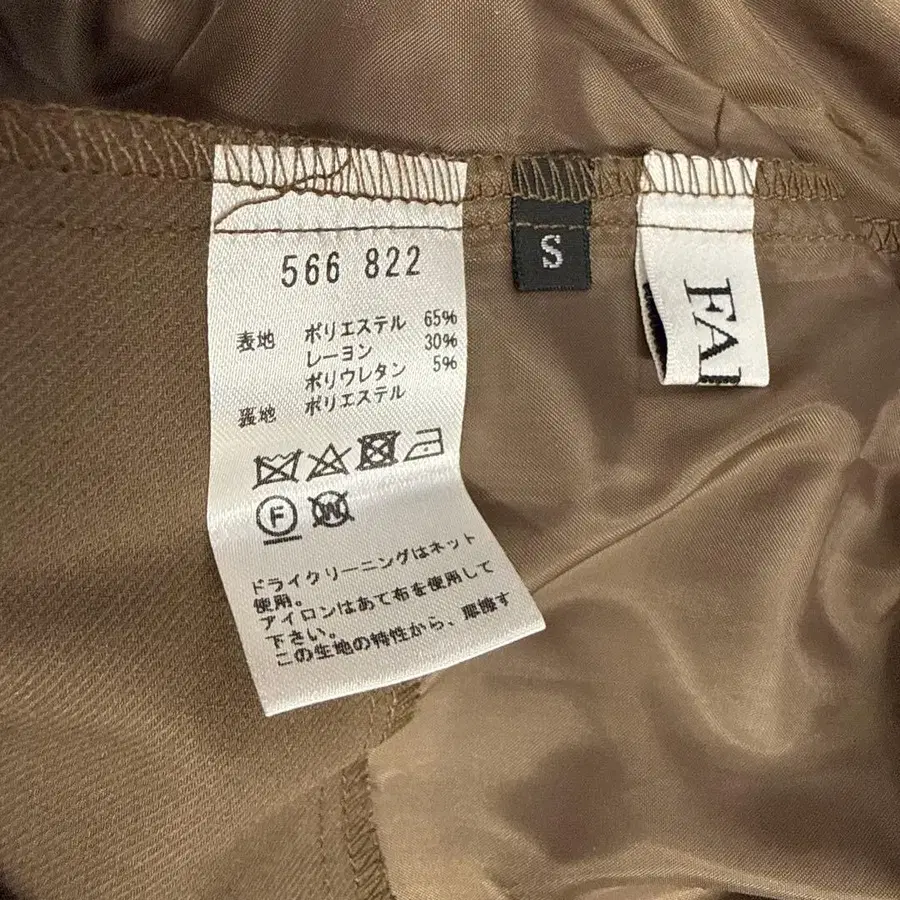 566 822
表地 ポリエステル 65%
レーヨン 30%
ポリウレタン 5%
裏地 ポリエステル
F W
ドライクリーニングはネット
使用。
アイロンはあて布を使用して
下さい。
この生地の特性から、摩擦す
S
FA